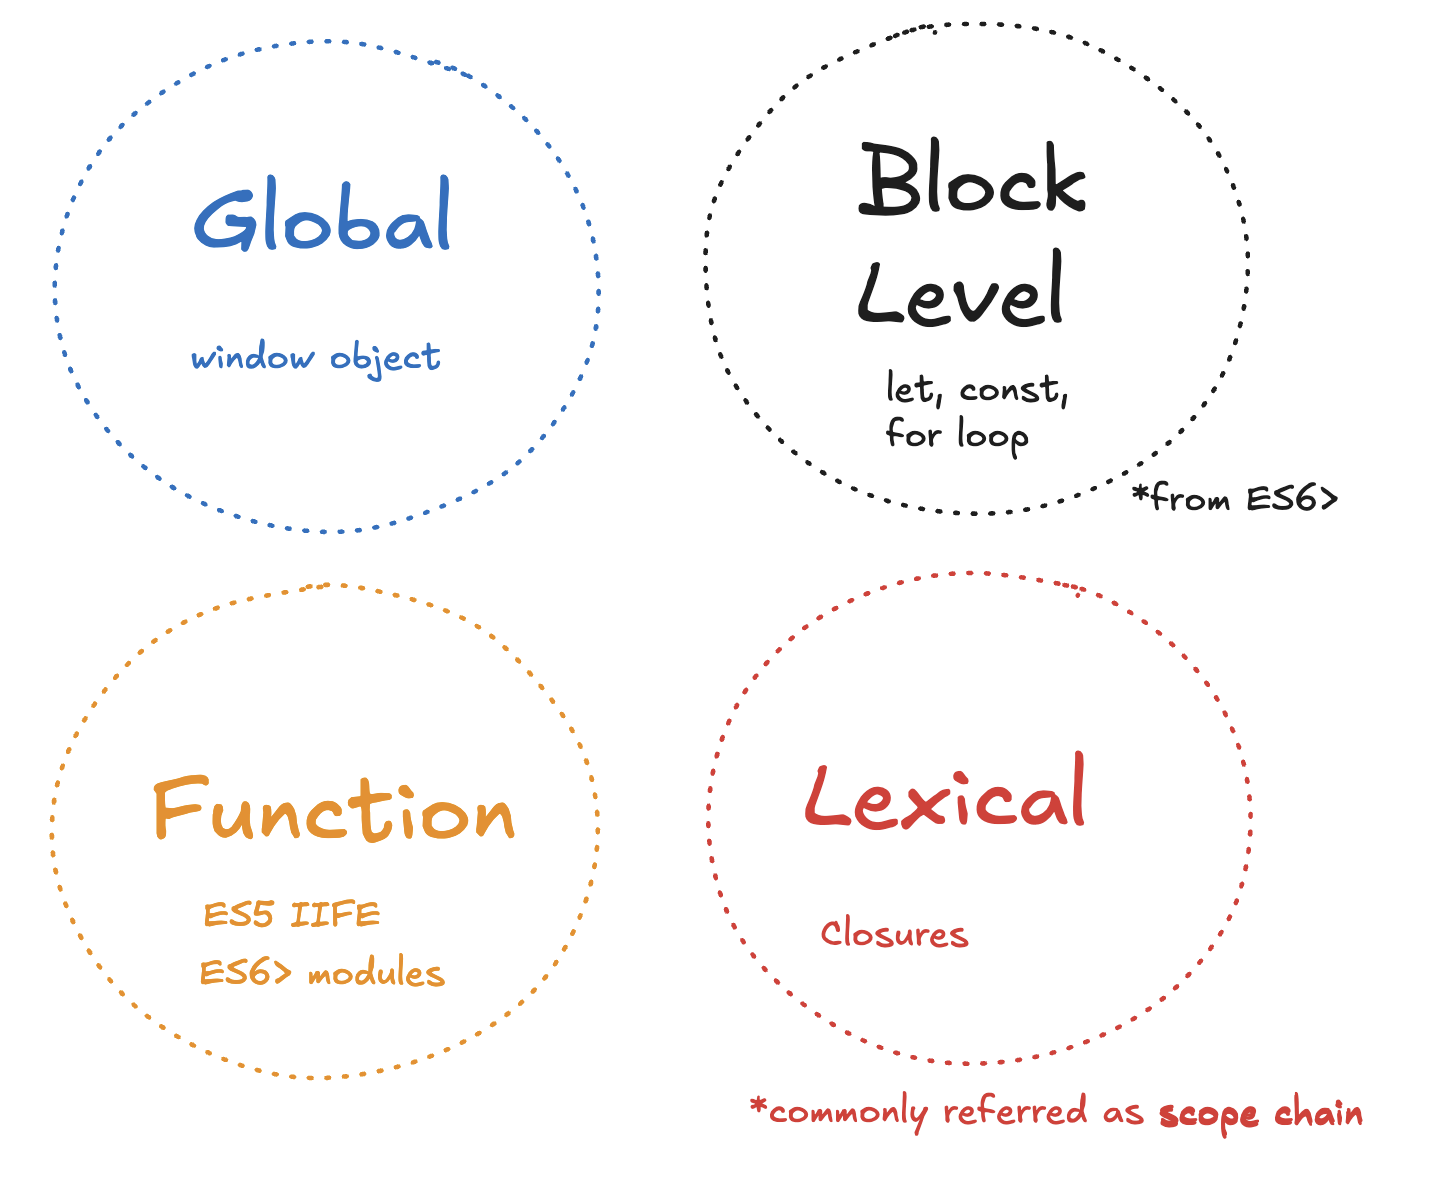 Global
window object
Block
Level
let, const,
for loop
*from ES6>
Function
ES5 IIFE
ES6> modules
Lexical
Closures
*commonly referred as scope chain